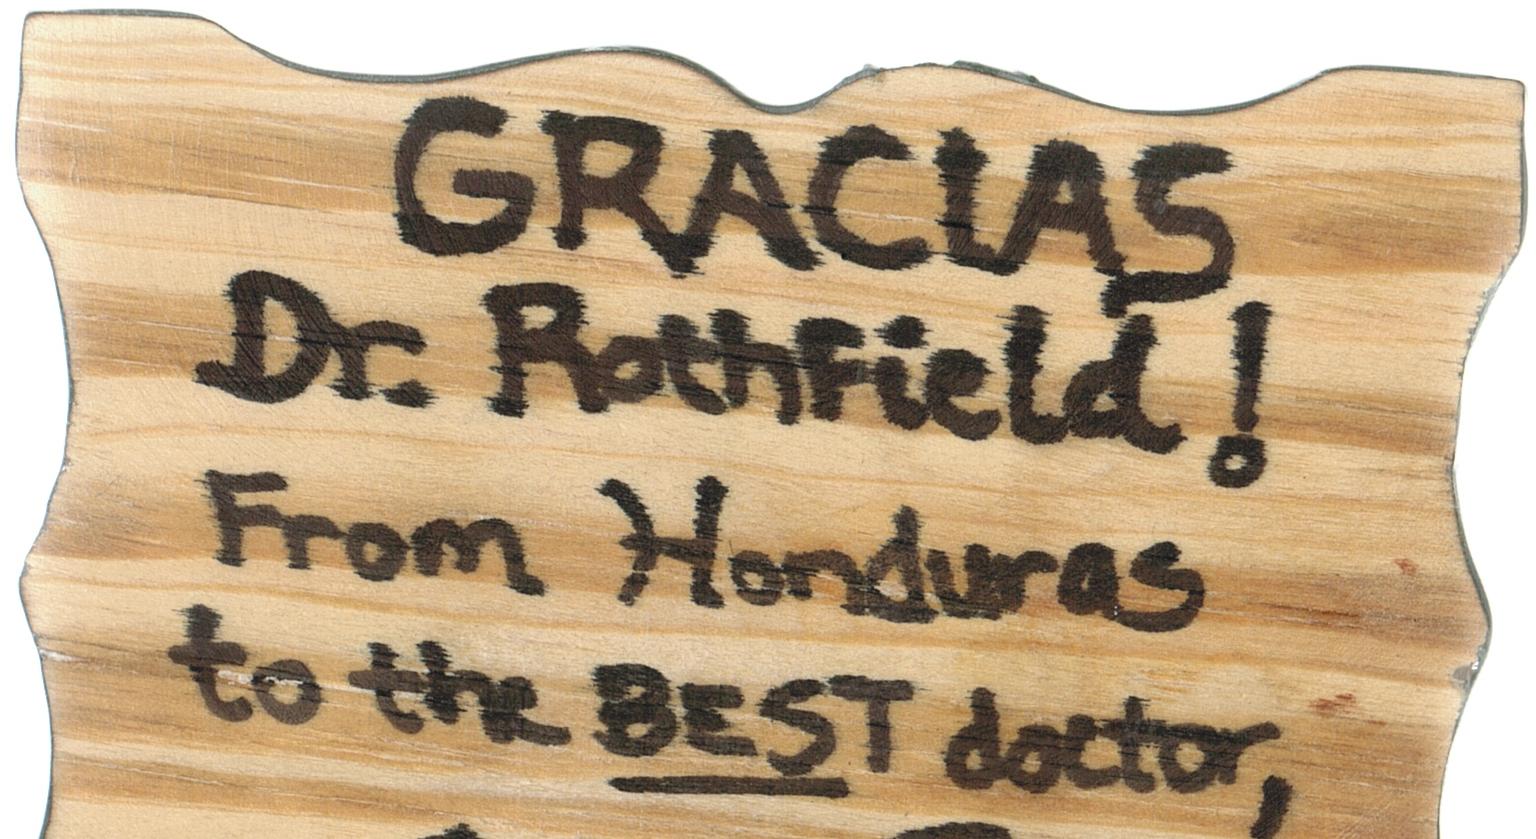 GRACIAS
Dr. Rothfield!
From Honduras
to the BEST doctor,